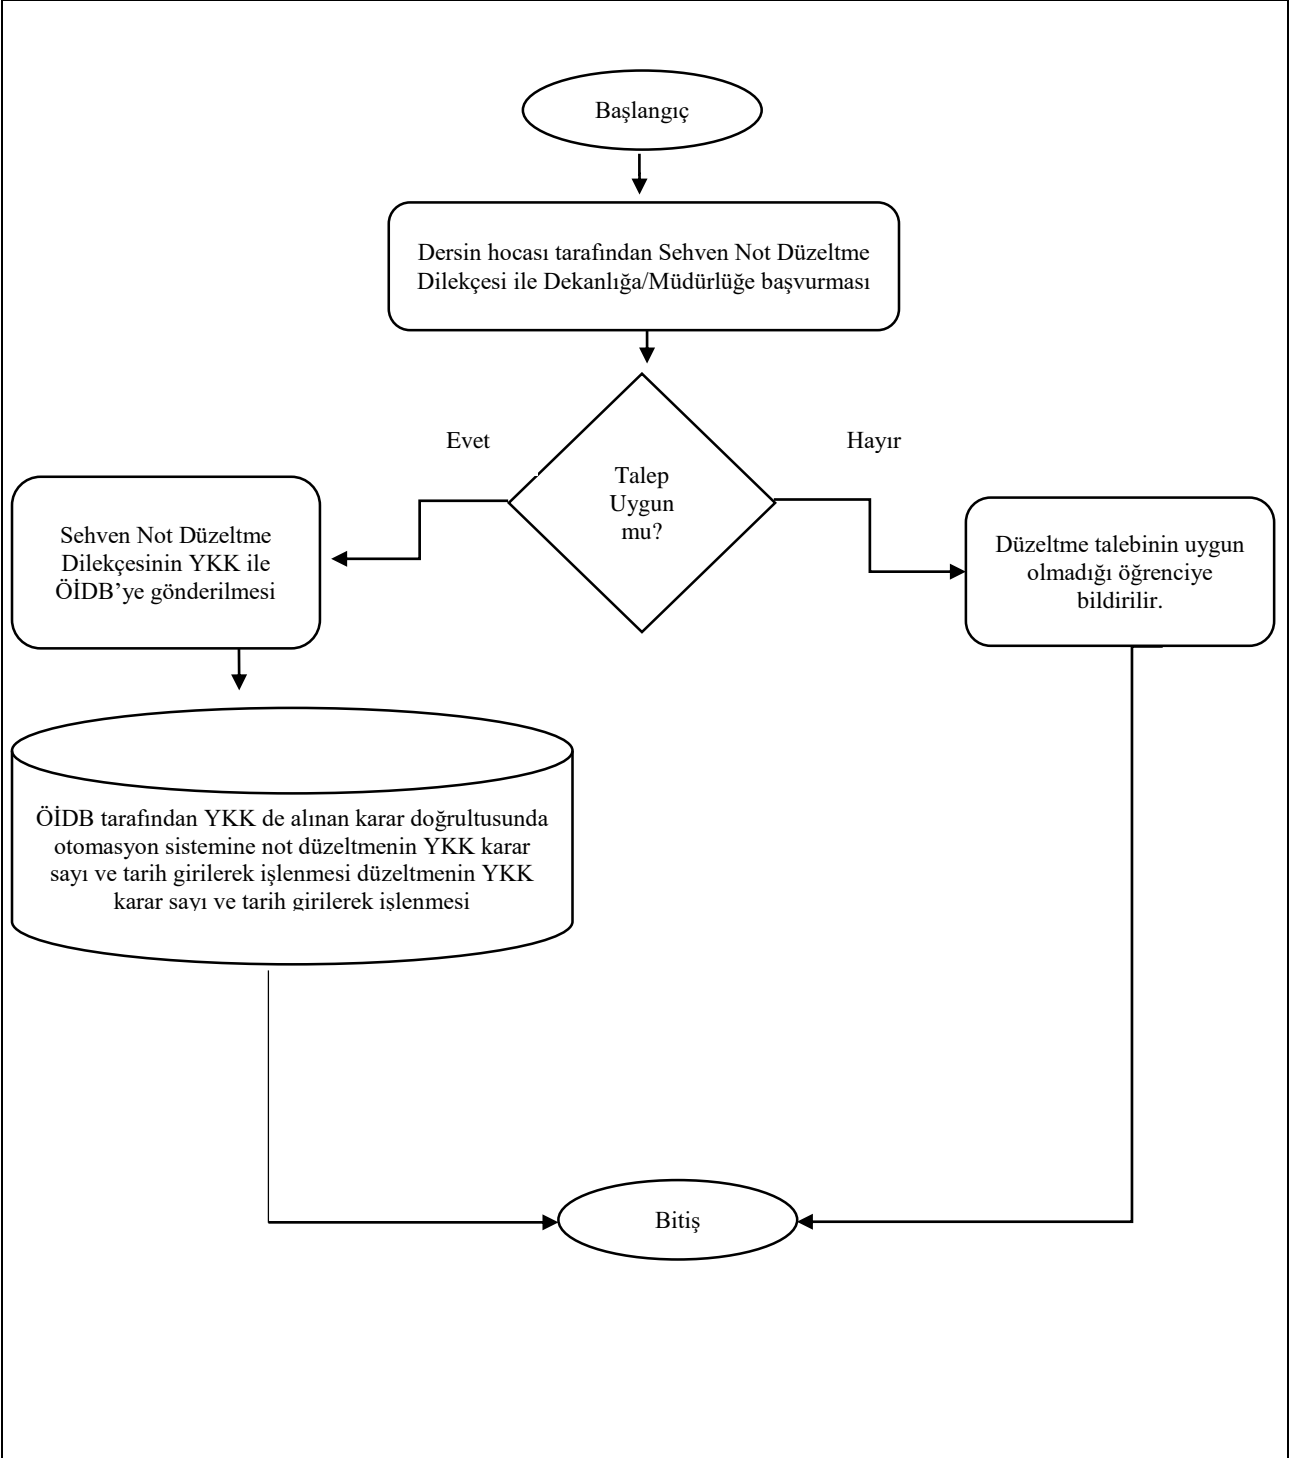 Başlangıç
Dersin hocası tarafından Sehven Not Düzeltme
Dilekçesi ile Dekanlığa/Müdürlüğe başvurması
Evet
Hayır
Talep
Uygun
mu?
Sehven Not Düzeltme
Dilekçesinin YKK ile
ÖİDB’ye gönderilmesi
Düzeltme talebinin uygun
olmadığı öğrenciye
bildirilir.
ÖİDB tarafından YKK de alınan karar doğrultusunda
otomasyon sistemine not düzeltmenin YKK karar
sayı ve tarih girilerek işlenmesi düzeltmenin YKK
karar sayı ve tarih girilerek işlenmesi
Bitiş